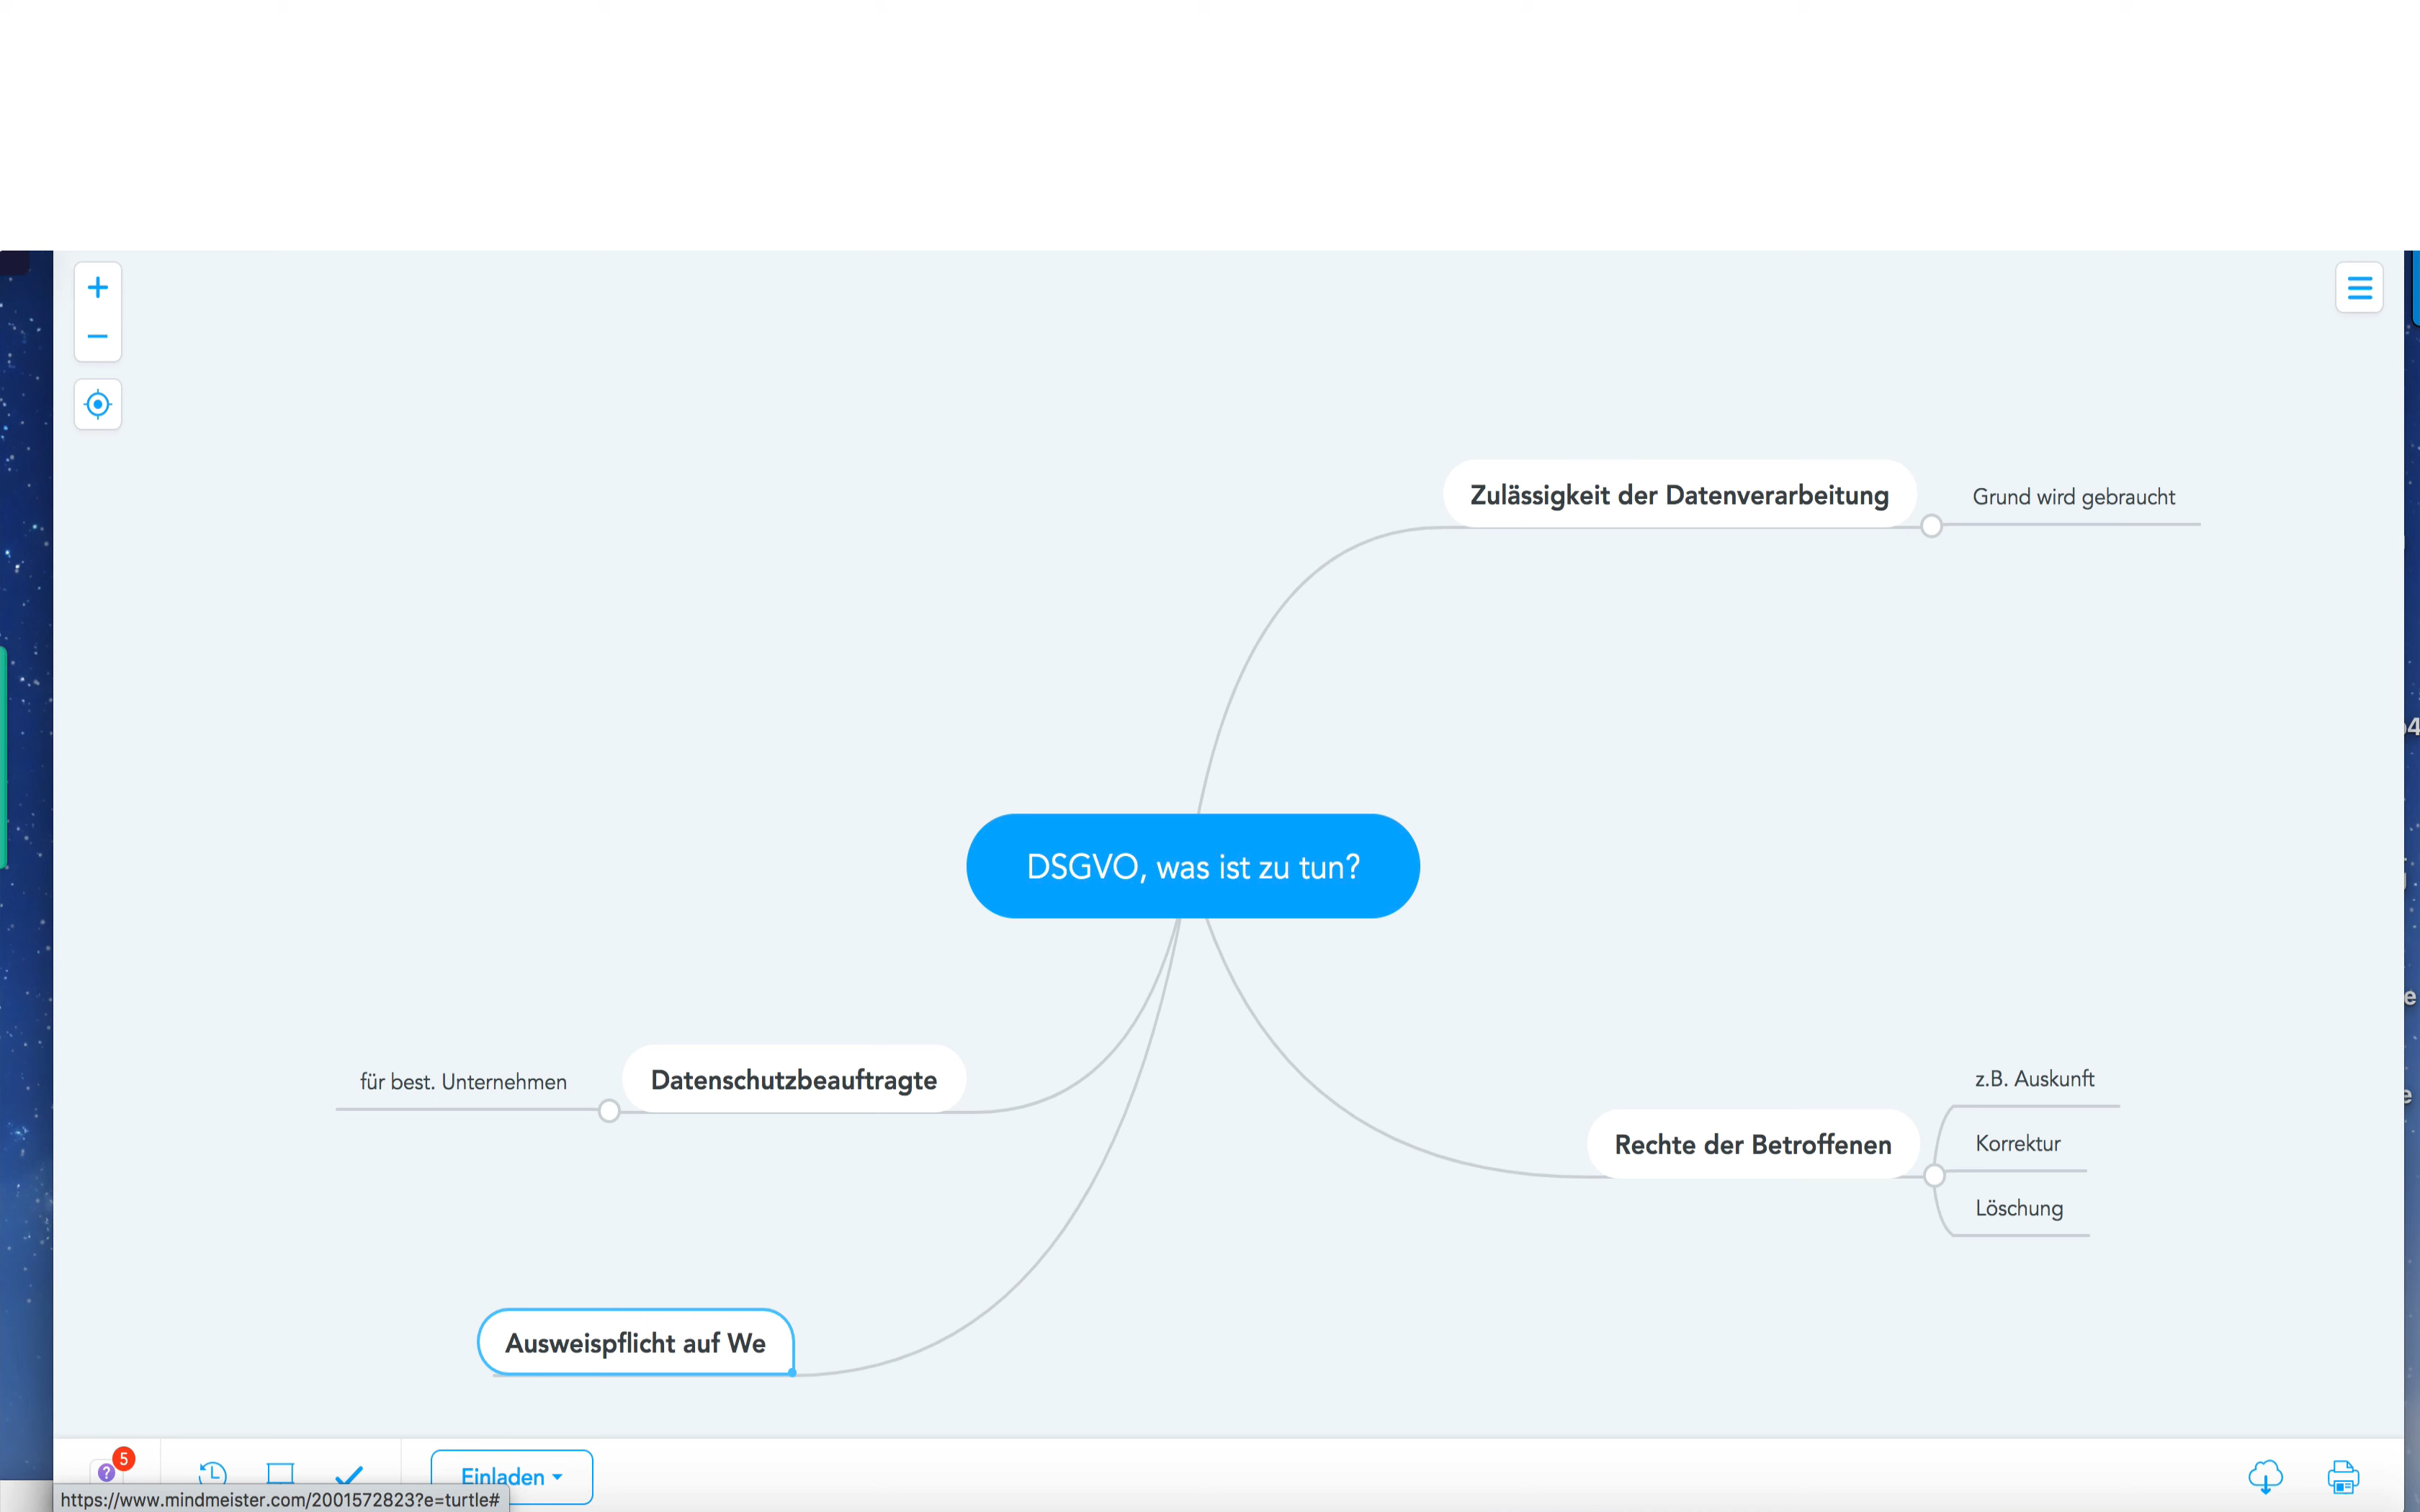 Zulässigkeit der Datenverarbeitung
Grund wird gebraucht
DSGVO, was ist zu tun?
für best. Unternehmen
Datenschutzbeauftragte
z.B. Auskunft
Rechte der Betroffenen
Korrektur
Löschung
Ausweispflicht auf We
5
?
Einladen
https://www.mindmeister.com/2001572823?e=turtle#